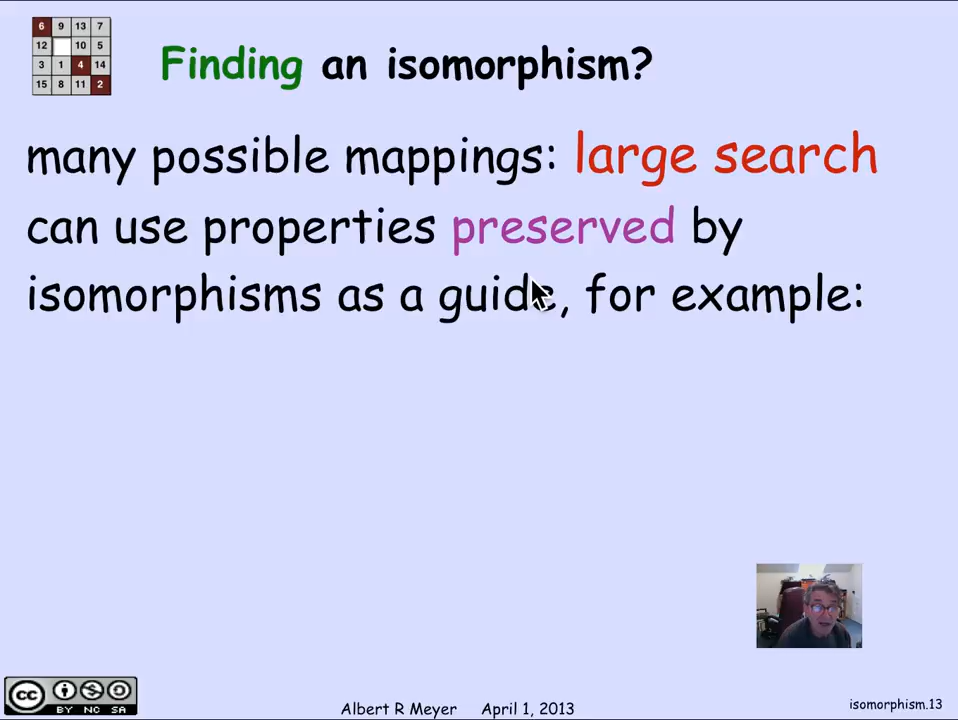 6 9 13 7
12 10 5
3 1 4 14
15 8 11 2
Finding an isomorphism?
many possible mappings: large search
can use properties preserved by
isomorphisms as a guide, for example:
cc
BY NC SA
Albert R Meyer April 1, 2013
isomorphism.13